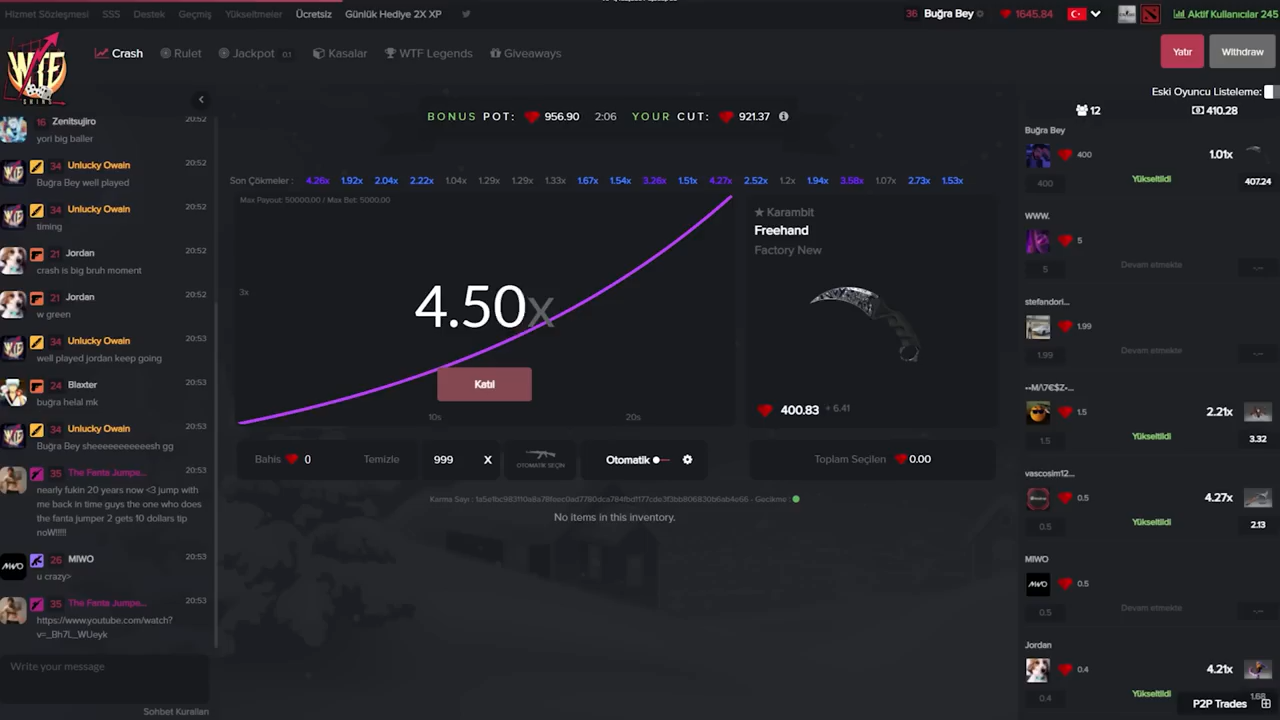 Hizmet Sözleşmesi SSS Destek Geçmiş Yükseltmeler Ücretsiz Günlük Hediye 2X XP
36 Buğra Bey 1645.84 Aktif Kullanıcılar 245
WTF
SKINS
Crash Rulet Jackpot 01 Kasalar WTF Legends Giveaways
Yatır Withdraw
Eski Oyuncu Listeleme:
16 Zenitsujiro 20:52
yori big baller
34 Unlucky Owain 20:52
Buğra Bey well played
34 Unlucky Owain 20:52
timing
21 Jordan 20:52
crash is big bruh moment
21 Jordan 20:52
w green
34 Unlucky Owain 20:53
well played jordan keep going
24 Blaxter 20:53
buğra helal mk
34 Unlucky Owain 20:53
Buğra Bey sheeeeeeeeeesh gg
35 The Fanta Jumpe... 20:53
nearly fukin 20 years now <3 jump with
me back in time guys the one who does
the fanta jumper 2 gets 10 dollars tip
noW!!!!!
26 MIWO 20:53
u crazy>
35 The Fanta Jumpe... 20:53
https://www.youtube.com/watch?
v=_Bh7L_WUeyk
Write your message
Sohbet Kuralları
BONUS POT: 956.90 2:06 YOUR CUT: 921.37
Son Çökmeler : 4.26x 1.92x 2.04x 2.22x 1.04x 1.29x 1.29x 1.33x 1.67x 1.54x 3.26x 1.51x 4.27x 2.52x 1.2x 1.94x 3.58x 1.07x 2.73x 1.53x
Max Payout: 50000.00 / Max Bet: 5000.00
3x
4.50x
Katıl
10s 20s
★ Karambit
Freehand
Factory New
400.83 + 6.41
Bahis 0 Temizle 999 X OTOMATIK SEÇIN Otomatik
Toplam Seçilen 0.00
No items in this inventory.
12 410.28
Buğra Bey
400 1.01x
400 Yükseltildi 407.24
WWW.
5
5 Devam etmekte -.--
stefandori...
1.99
1.99 Devam etmekte -.--
--M/\7€$Z-...
1.5 2.21x
1.5 Yükseltildi 3.32
vascosim12...
0.5 4.27x
0.5 Yükseltildi 2.13
MIWO
MWO 0.5
0.5 Devam etmekte -.--
Jordan
0.4 4.21x
0.4 Yükseltildi 1.68
P2P Trades